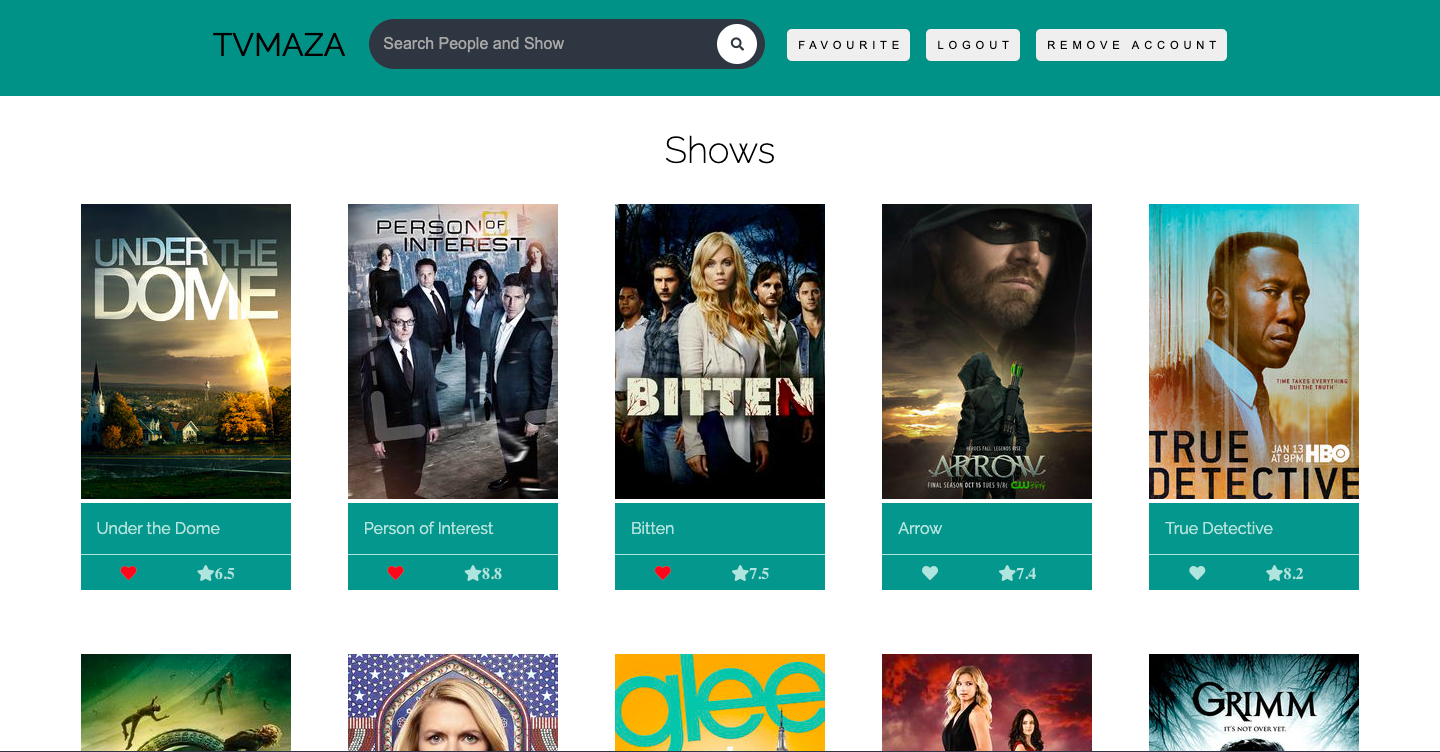 TVMAZA
Search People and Show
FAVOURITE
LOGOUT
REMOVE ACCOUNT
Shows
UNDER THE
DOME
PERSON OF
INTEREST
BITTEN
HEROES FALL. LEGENDS RISE.
ARROW
FINAL SEASON OCT 15 TUES 9/8c CW
TIME TAKES EVERYTHING
BUT THE TRUTH
TRUE
DETECTIVE
JAN 13
AT 9PM HBO
Under the Dome
Person of Interest
Bitten
Arrow
True Detective
6.5
8.8
7.5
7.4
8.2
glee
GRIMM
IT'S NOT OVER YET.